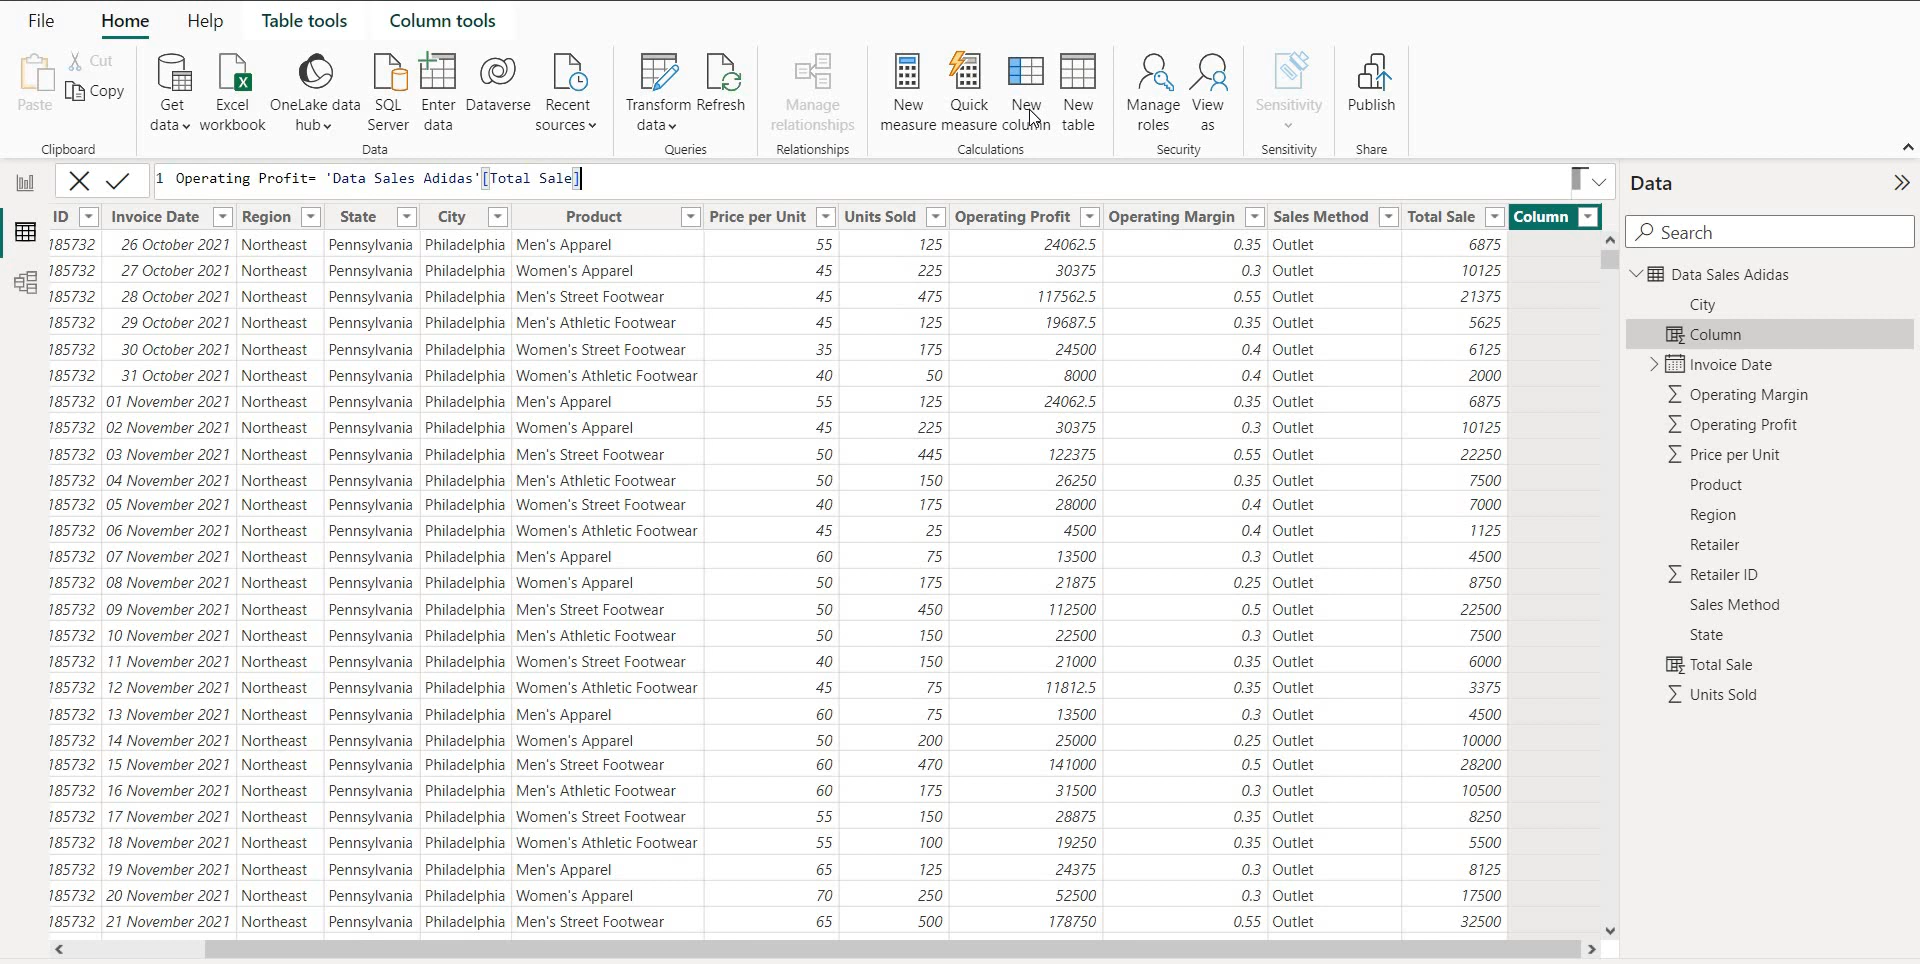 File Home Help Table tools Column tools
Paste
Cut
Copy
Get data
Excel workbook
OneLake data hub
SQL Server
Enter data
Dataverse
Recent sources
Transform data
Refresh
Manage relationships
New measure
Quick measure
New column
New table
Manage roles
View as
Sensitivity
Publish
Clipboard Data Queries Relationships Calculations Security Sensitivity Share
1 Operating Profit= 'Data Sales Adidas'[Total Sale]
ID Invoice Date Region State City Product Price per Unit Units Sold Operating Profit Operating Margin Sales Method Total Sale Column
185732 26 October 2021 Northeast Pennsylvania Philadelphia Men's Apparel 55 125 24062.5 0.35 Outlet 6875
185732 27 October 2021 Northeast Pennsylvania Philadelphia Women's Apparel 45 225 30375 0.3 Outlet 10125
185732 28 October 2021 Northeast Pennsylvania Philadelphia Men's Street Footwear 45 475 117562.5 0.55 Outlet 21375
185732 29 October 2021 Northeast Pennsylvania Philadelphia Men's Athletic Footwear 45 125 19687.5 0.35 Outlet 5625
185732 30 October 2021 Northeast Pennsylvania Philadelphia Women's Street Footwear 35 175 24500 0.4 Outlet 6125
185732 31 October 2021 Northeast Pennsylvania Philadelphia Women's Athletic Footwear 40 50 8000 0.4 Outlet 2000
185732 01 November 2021 Northeast Pennsylvania Philadelphia Men's Apparel 55 125 24062.5 0.35 Outlet 6875
185732 02 November 2021 Northeast Pennsylvania Philadelphia Women's Apparel 45 225 30375 0.3 Outlet 10125
185732 03 November 2021 Northeast Pennsylvania Philadelphia Men's Street Footwear 50 445 122375 0.55 Outlet 22250
185732 04 November 2021 Northeast Pennsylvania Philadelphia Men's Athletic Footwear 50 150 26250 0.35 Outlet 7500
185732 05 November 2021 Northeast Pennsylvania Philadelphia Women's Street Footwear 40 175 28000 0.4 Outlet 7000
185732 06 November 2021 Northeast Pennsylvania Philadelphia Women's Athletic Footwear 45 25 4500 0.4 Outlet 1125
185732 07 November 2021 Northeast Pennsylvania Philadelphia Men's Apparel 60 75 13500 0.3 Outlet 4500
185732 08 November 2021 Northeast Pennsylvania Philadelphia Women's Apparel 50 175 21875 0.25 Outlet 8750
185732 09 November 2021 Northeast Pennsylvania Philadelphia Men's Street Footwear 50 450 112500 0.5 Outlet 22500
185732 10 November 2021 Northeast Pennsylvania Philadelphia Men's Athletic Footwear 50 150 22500 0.3 Outlet 7500
185732 11 November 2021 Northeast Pennsylvania Philadelphia Women's Street Footwear 40 150 21000 0.35 Outlet 6000
185732 12 November 2021 Northeast Pennsylvania Philadelphia Women's Athletic Footwear 45 75 11812.5 0.35 Outlet 3375
185732 13 November 2021 Northeast Pennsylvania Philadelphia Men's Apparel 60 75 13500 0.3 Outlet 4500
185732 14 November 2021 Northeast Pennsylvania Philadelphia Women's Apparel 50 200 25000 0.25 Outlet 10000
185732 15 November 2021 Northeast Pennsylvania Philadelphia Men's Street Footwear 60 470 141000 0.5 Outlet 28200
185732 16 November 2021 Northeast Pennsylvania Philadelphia Men's Athletic Footwear 60 175 31500 0.3 Outlet 10500
185732 17 November 2021 Northeast Pennsylvania Philadelphia Women's Street Footwear 55 150 28875 0.35 Outlet 8250
185732 18 November 2021 Northeast Pennsylvania Philadelphia Women's Athletic Footwear 55 100 19250 0.35 Outlet 5500
185732 19 November 2021 Northeast Pennsylvania Philadelphia Men's Apparel 65 125 24375 0.3 Outlet 8125
185732 20 November 2021 Northeast Pennsylvania Philadelphia Women's Apparel 70 250 52500 0.3 Outlet 17500
185732 21 November 2021 Northeast Pennsylvania Philadelphia Men's Street Footwear 65 500 178750 0.55 Outlet 32500
Data
Search
Data Sales Adidas
City
Column
Invoice Date
Operating Margin
Operating Profit
Price per Unit
Product
Region
Retailer
Retailer ID
Sales Method
State
Total Sale
Units Sold